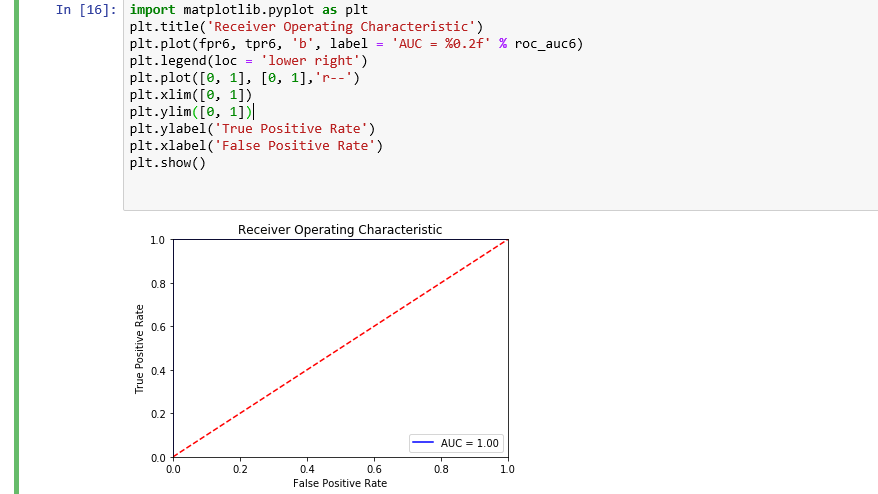 In [16]: import matplotlib.pyplot as plt
plt.title('Receiver Operating Characteristic')
plt.plot(fpr6, tpr6, 'b', label = 'AUC = %0.2f' % roc_auc6)
plt.legend(loc = 'lower right')
plt.plot([0, 1], [0, 1],'r--')
plt.xlim([0, 1])
plt.ylim([0, 1])
plt.ylabel('True Positive Rate')
plt.xlabel('False Positive Rate')
plt.show()
Receiver Operating Characteristic
1.0
0.8
0.6
0.4
0.2
0.0
True Positive Rate
AUC = 1.00
0.0 0.2 0.4 0.6 0.8 1.0
False Positive Rate